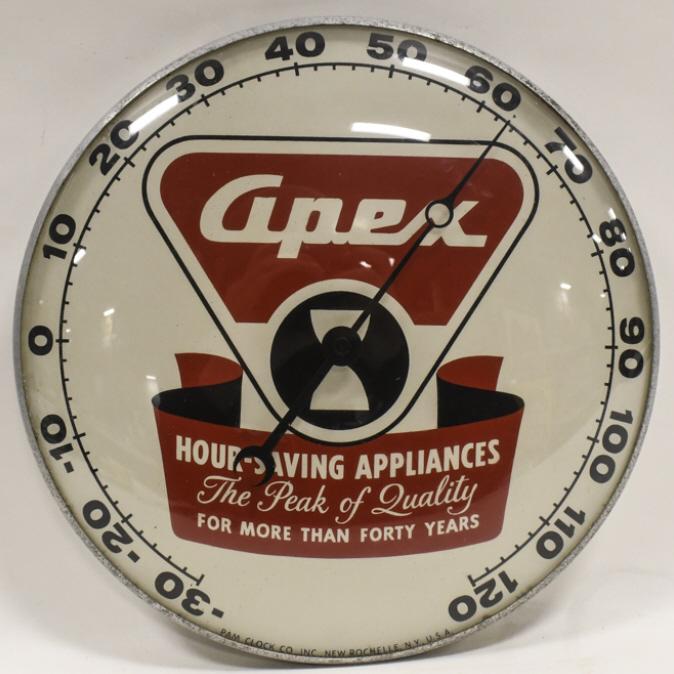 -30 -20 -10 0 10 20 30 40 50 60 70 80 90 100 110 120
apex
HOUR-SAVING APPLIANCES
The Peak of Quality
FOR MORE THAN FORTY YEARS
PAM CLOCK CO. INC. NEW ROCHELLE, N.Y. U.S.A.